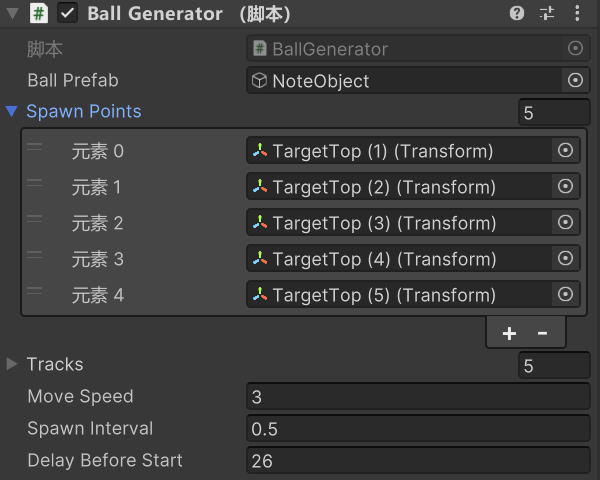 Ball Generator （脚本）
脚本 BallGenerator
Ball Prefab NoteObject
Spawn Points 5
元素 0 TargetTop (1) (Transform)
元素 1 TargetTop (2) (Transform)
元素 2 TargetTop (3) (Transform)
元素 3 TargetTop (4) (Transform)
元素 4 TargetTop (5) (Transform)
+ -
Tracks 5
Move Speed 3
Spawn Interval 0.5
Delay Before Start 26